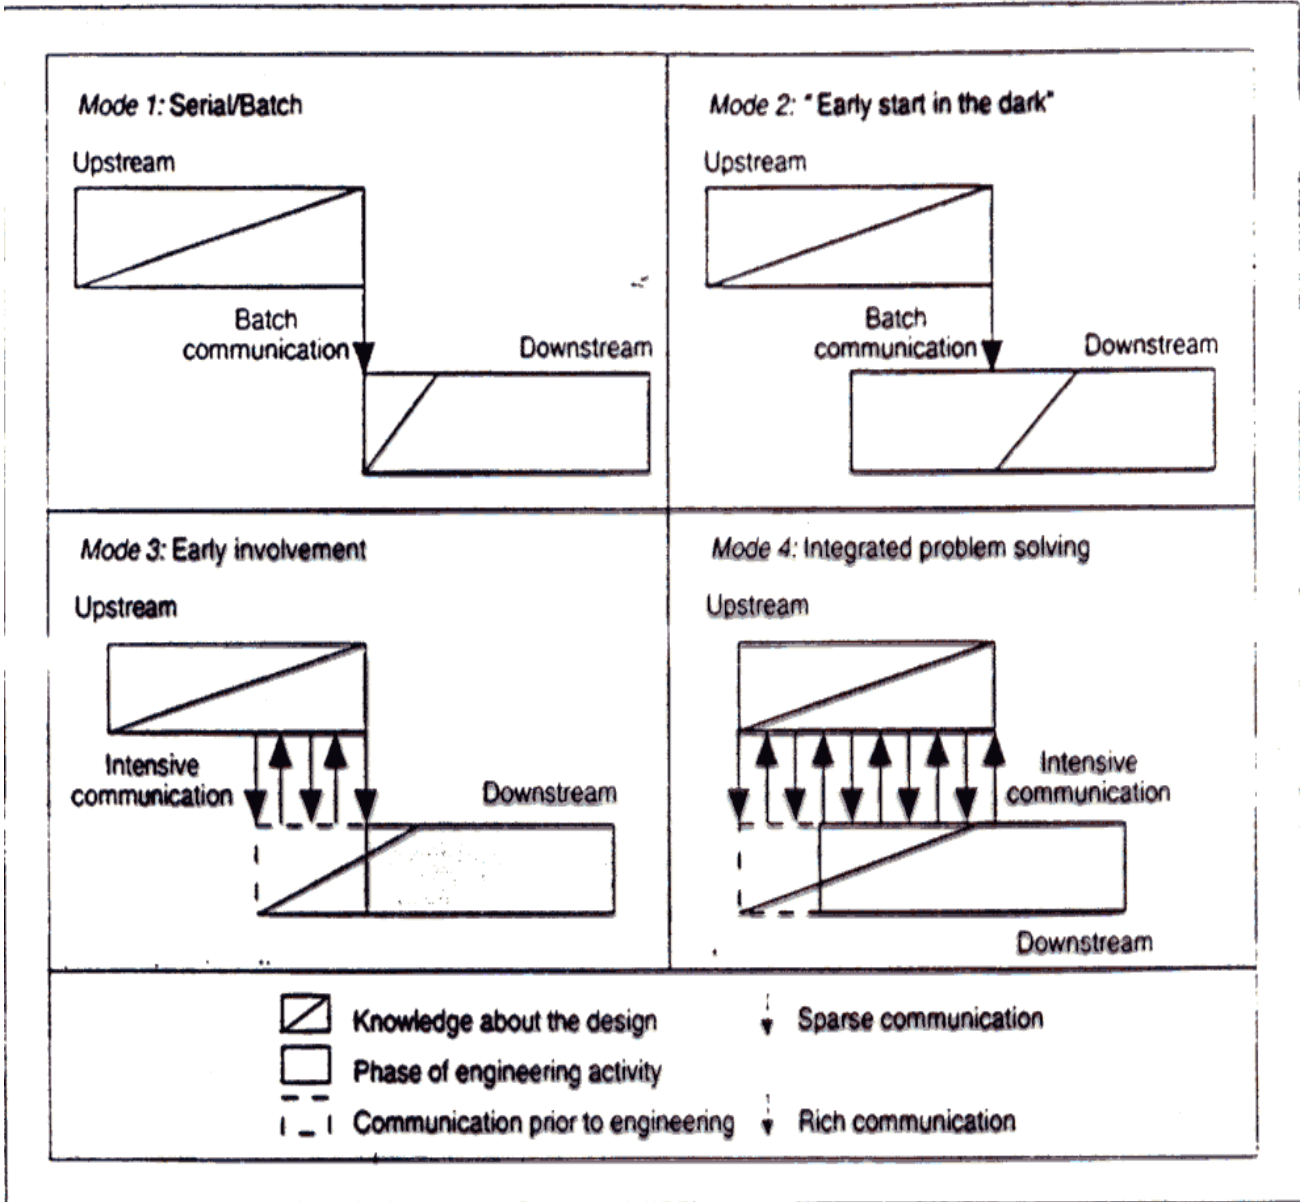 Mode 1: Serial/Batch
Upstream
Batch
communication
Downstream
Mode 2: "Early start in the dark"
Upstream
Batch
communication
Downstream
Mode 3: Early involvement
Upstream
Intensive
communication
Downstream
Mode 4: Integrated problem solving
Upstream
Intensive
communication
Downstream
Knowledge about the design
Phase of engineering activity
Communication prior to engineering
Sparse communication
Rich communication